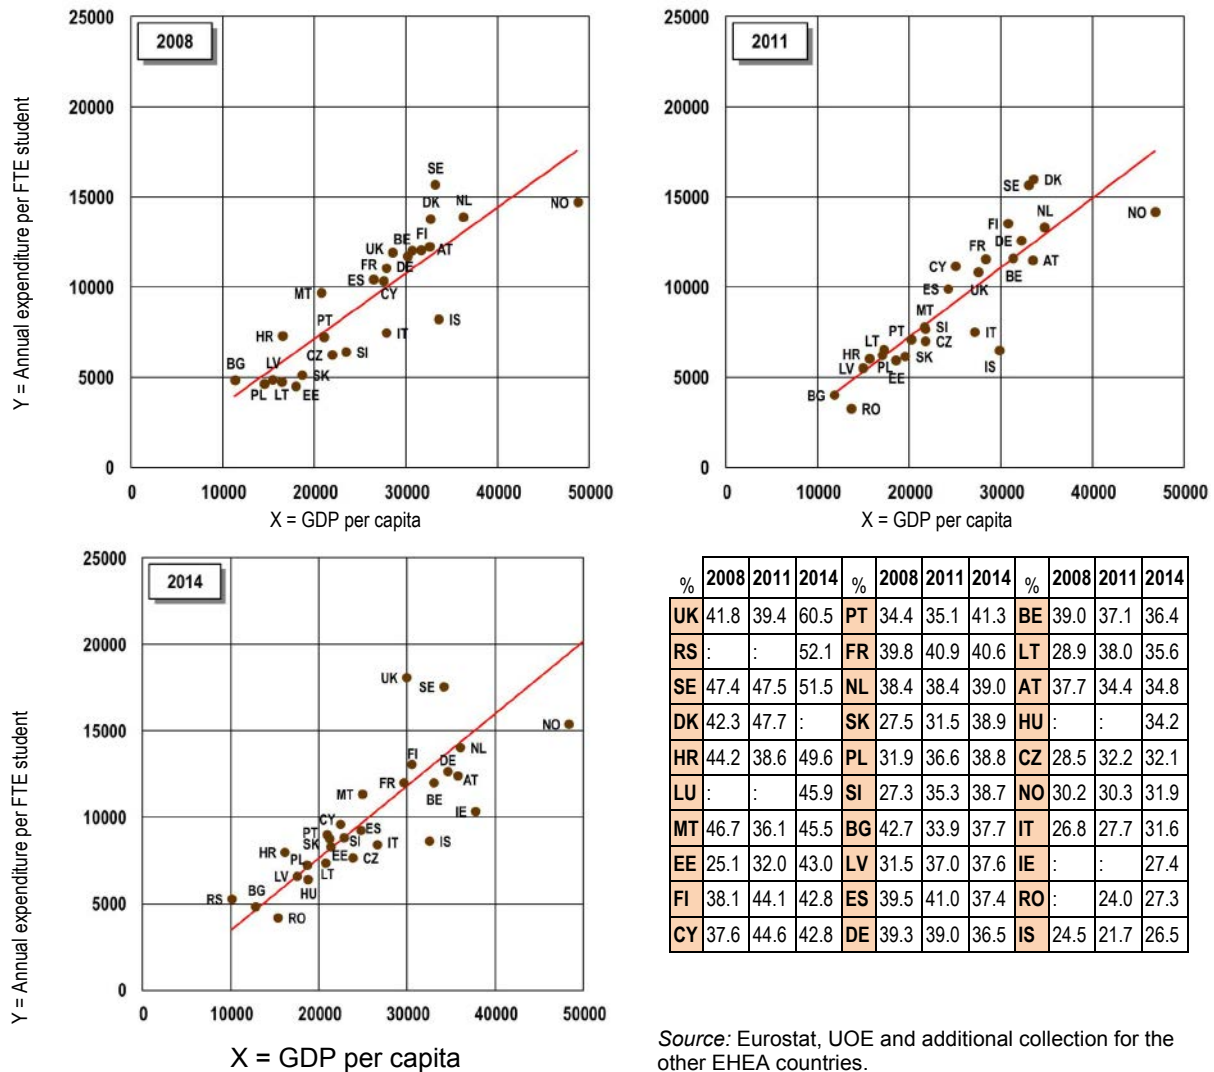 2008
25000
20000
15000
10000
5000
0
Y = Annual expenditure per FTE student
SE
DK
NL
NO
FI
BE
UK
AT
FR
DE
ES
CY
MT
PT
IS
IT
HR
CZ
SI
BG
LV
SK
PL
LT
EE
0 10000 20000 30000 40000 50000
X = GDP per capita
2011
25000
20000
15000
10000
5000
0
SE
DK
NL
NO
FI
DE
FR
CY
AT
BE
ES
UK
MT
SI
IT
PT
CZ
LT
HR
SK
IS
LV
PL
EE
BG
RO
0 10000 20000 30000 40000 50000
X = GDP per capita
2014
25000
20000
15000
10000
5000
0
Y = Annual expenditure per FTE student
UK
SE
NO
NL
FI
DE
FR
AT
MT
BE
IE
CY
PT
ES
SK
SI
IT
IS
HR
EE
PL
CZ
LT
LV
HU
BG
RS
RO
0 10000 20000 30000 40000 50000
X = GDP per capita
% 2008 2011 2014 % 2008 2011 2014 % 2008 2011 2014
UK 41.8 39.4 60.5 PT 34.4 35.1 41.3 BE 39.0 37.1 36.4
RS : : 52.1 FR 39.8 40.9 40.6 LT 28.9 38.0 35.6
SE 47.4 47.5 51.5 NL 38.4 38.4 39.0 AT 37.7 34.4 34.8
DK 42.3 47.7 : SK 27.5 31.5 38.9 HU : : 34.2
HR 44.2 38.6 49.6 PL 31.9 36.6 38.8 CZ 28.5 32.2 32.1
LU : : 45.9 SI 27.3 35.3 38.7 NO 30.2 30.3 31.9
MT 46.7 36.1 45.5 BG 42.7 33.9 37.7 IT 26.8 27.7 31.6
EE 25.1 32.0 43.0 LV 31.5 37.0 37.6 IE : : 27.4
FI 38.1 44.1 42.8 ES 39.5 41.0 37.4 RO : 24.0 27.3
CY 37.6 44.6 42.8 DE 39.3 39.0 36.5 IS 24.5 21.7 26.5
Source: Eurostat, UOE and additional collection for the
other EHEA countries.